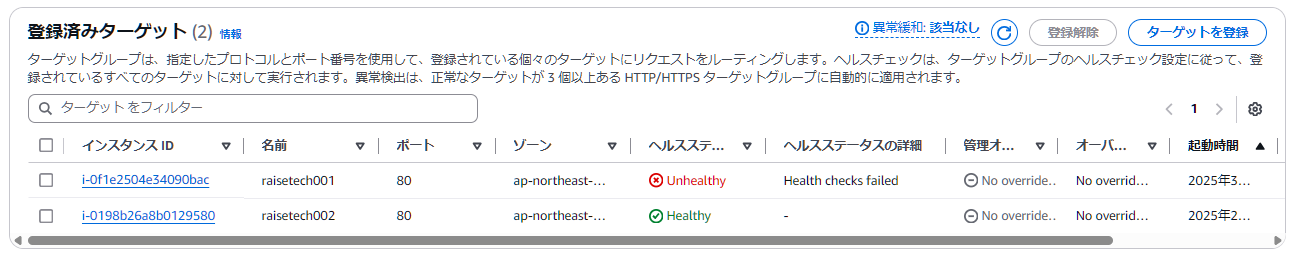 登録済みターゲット (2) 情報 異常緩和: 該当なし 登録解除 ターゲットを登録
ターゲットグループは、指定したプロトコルとポート番号を使用して、登録されている個々のターゲットにリクエストをルーティングします。ヘルスチェックは、ターゲットグループのヘルスチェック設定に従って、登
録されているすべてのターゲットに対して実行されます。異常検出は、正常なターゲットが 3 個以上ある HTTP/HTTPS ターゲットグループに自動的に適用されます。
ターゲット をフィルター 1
インスタンス ID 名前 ポート ゾーン ヘルスステ... ヘルスステータスの詳細 管理オ... オーバ... 起動時間
i-0f1e2504e34090bac raisetech001 80 ap-northeast-... Unhealthy Health checks failed No override.. No overrid... 2025年3...
i-0198b26a8b0129580 raisetech002 80 ap-northeast-... Healthy - No override.. No overrid... 2025年2...